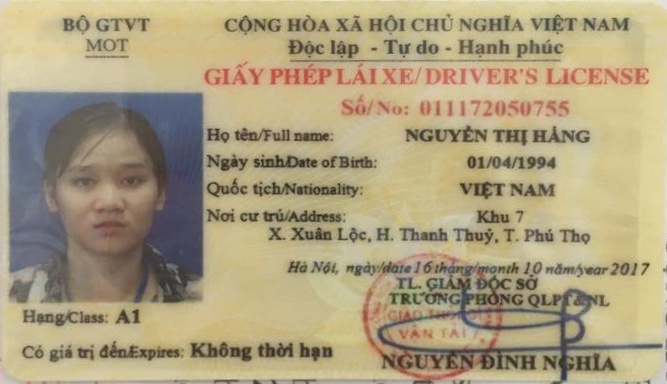 BỘ GTVT
MOT
CỘNG HÒA XÃ HỘI CHỦ NGHĨA VIỆT NAM
Độc lập - Tự do - Hạnh phúc
GIẤY PHÉP LÁI XE/ DRIVER'S LICENSE
Số/ No: 011172050755
Họ tên/Full name: NGUYỄN THỊ HẰNG
Ngày sinh/Date of Birth: 01/04/1994
Quốc tịch/Nationality: VIỆT NAM
Nơi cư trú/Address: Khu 7
X. Xuân Lộc, H. Thanh Thuỷ, T. Phú Thọ
Hà Nội, ngày/date 16 tháng/month 10 năm/year 2017
TL. GIÁM ĐỐC SỞ
TRƯỞNG PHÒNG QLPT&NL
GIAO THÔNG
VẬN TẢI
Hạng/Class: A1
Có giá trị đến/Expires: Không thời hạn
NGUYỄN ĐÌNH NGHĨA